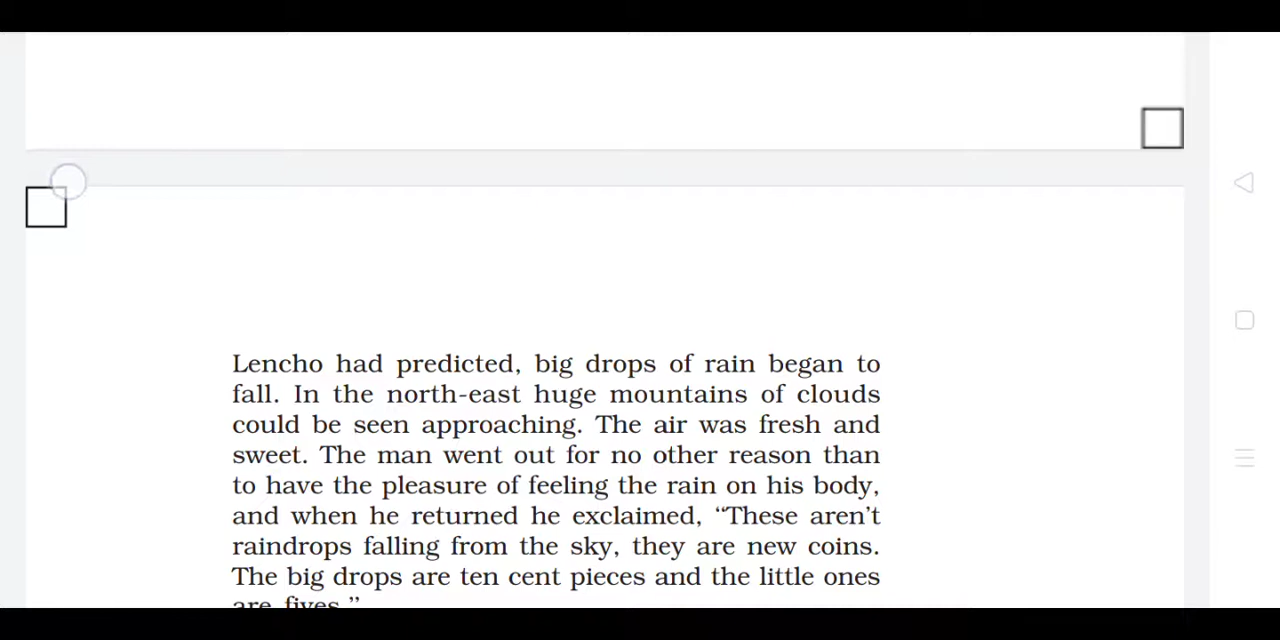 Lencho had predicted, big drops of rain began to
fall. In the north-east huge mountains of clouds
could be seen approaching. The air was fresh and
sweet. The man went out for no other reason than
to have the pleasure of feeling the rain on his body,
and when he returned he exclaimed, “These aren’t
raindrops falling from the sky, they are new coins.
The big drops are ten cent pieces and the little ones
are fives.”